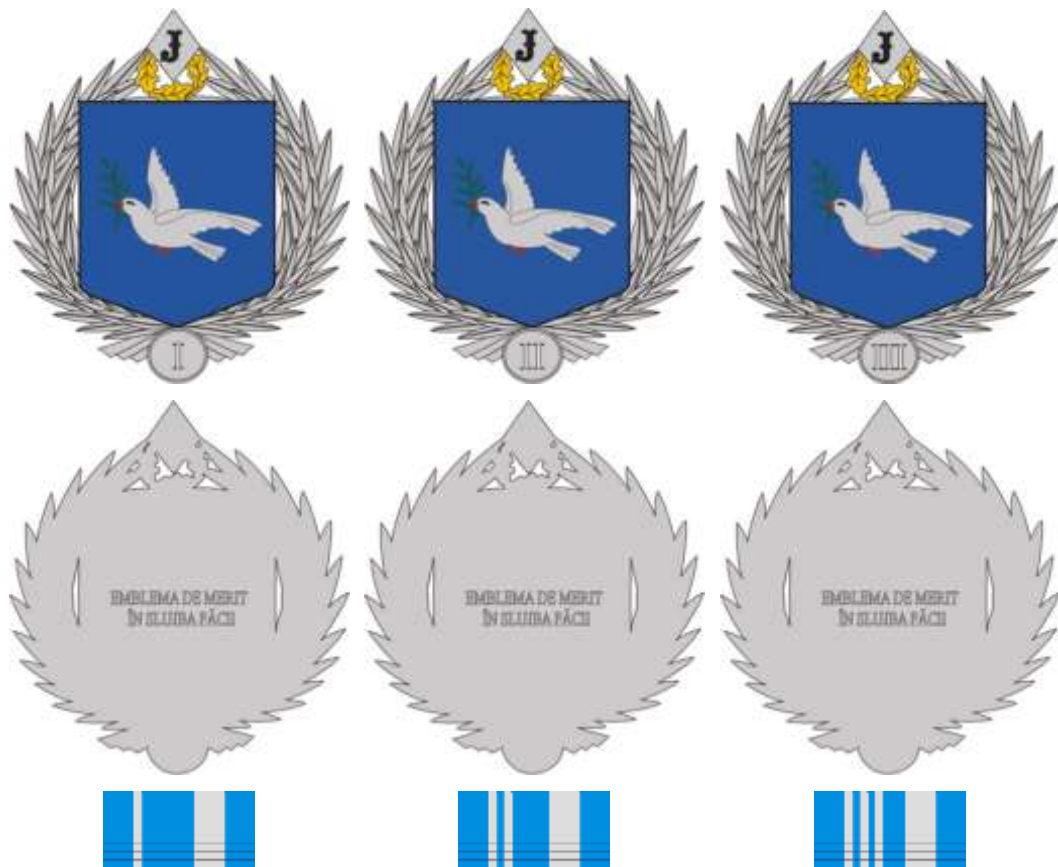 J
J
J
I
II
III
EMBLEMA DE MERIT
ÎN SLUJBA PĂCII
EMBLEMA DE MERIT
ÎN SLUJBA PĂCII
EMBLEMA DE MERIT
ÎN SLUJBA PĂCII